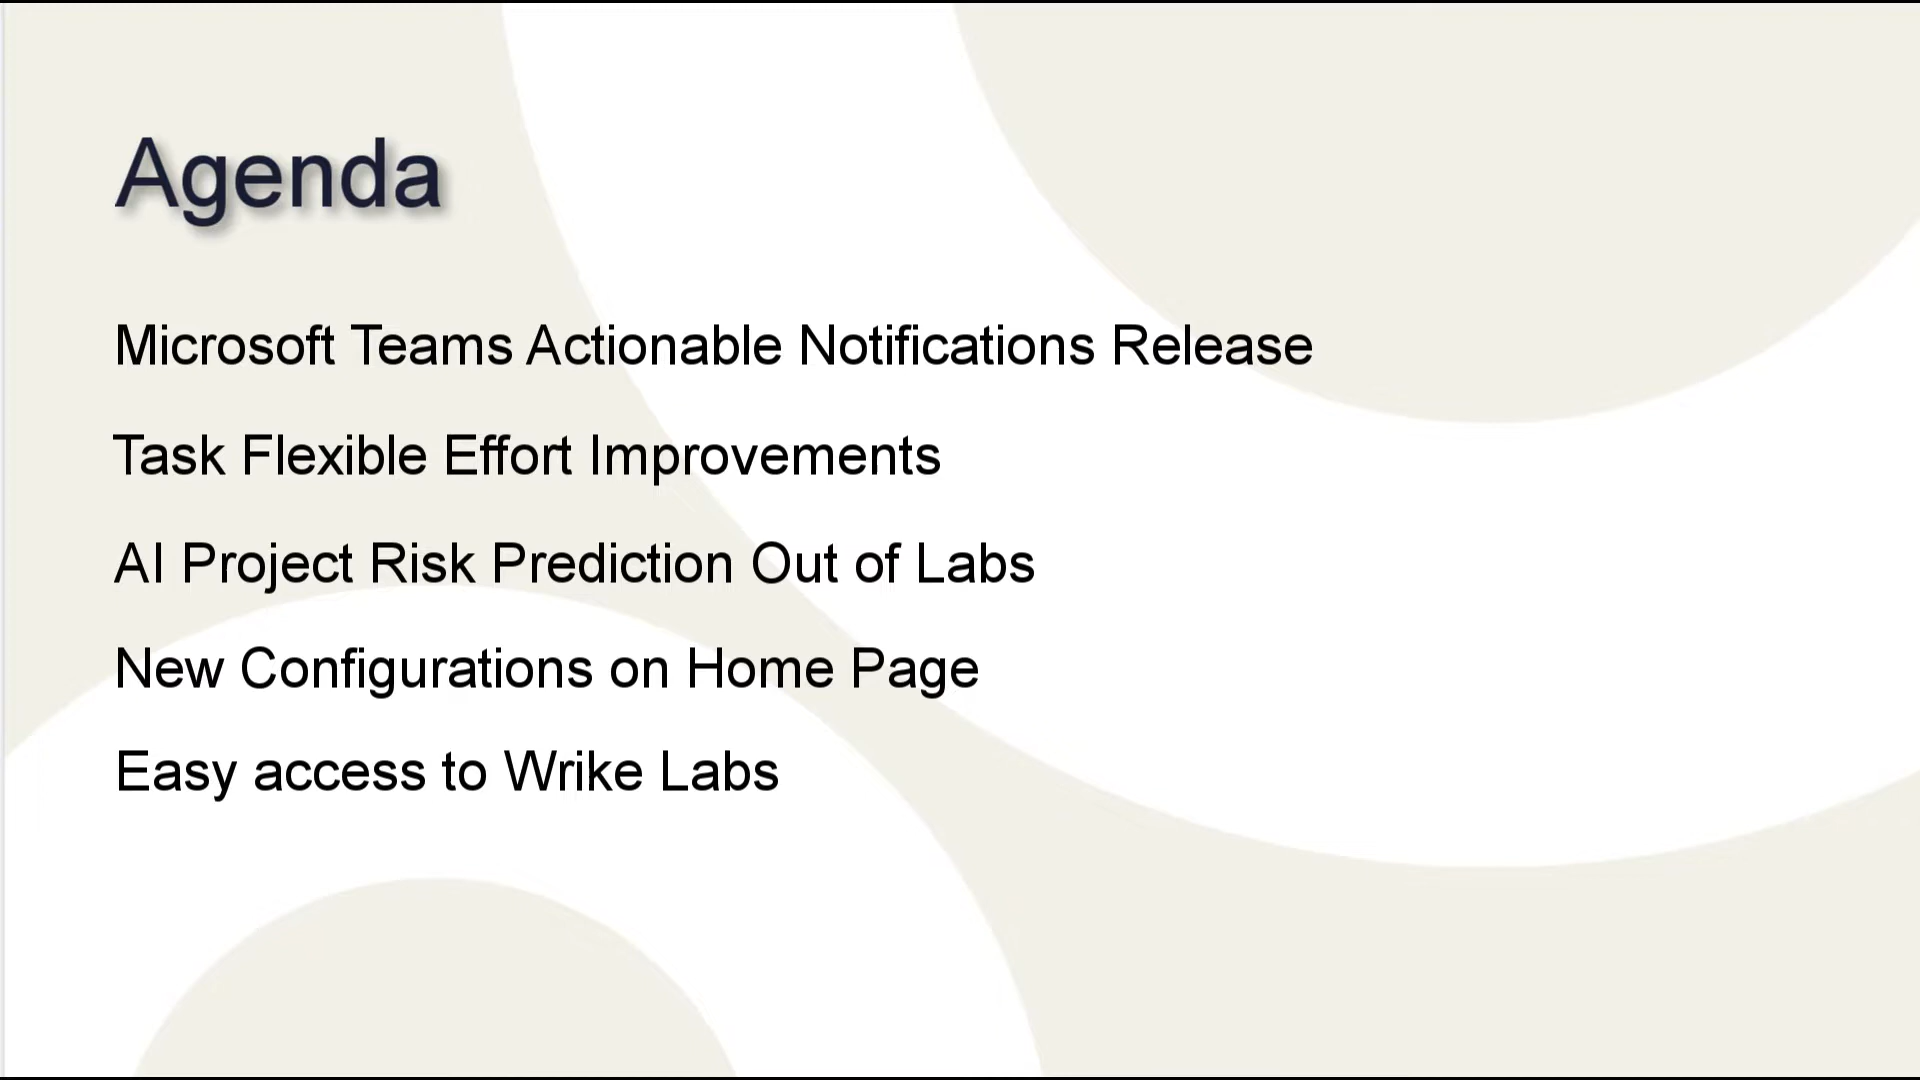 Agenda
Microsoft Teams Actionable Notifications Release
Task Flexible Effort Improvements
AI Project Risk Prediction Out of Labs
New Configurations on Home Page
Easy access to Wrike Labs